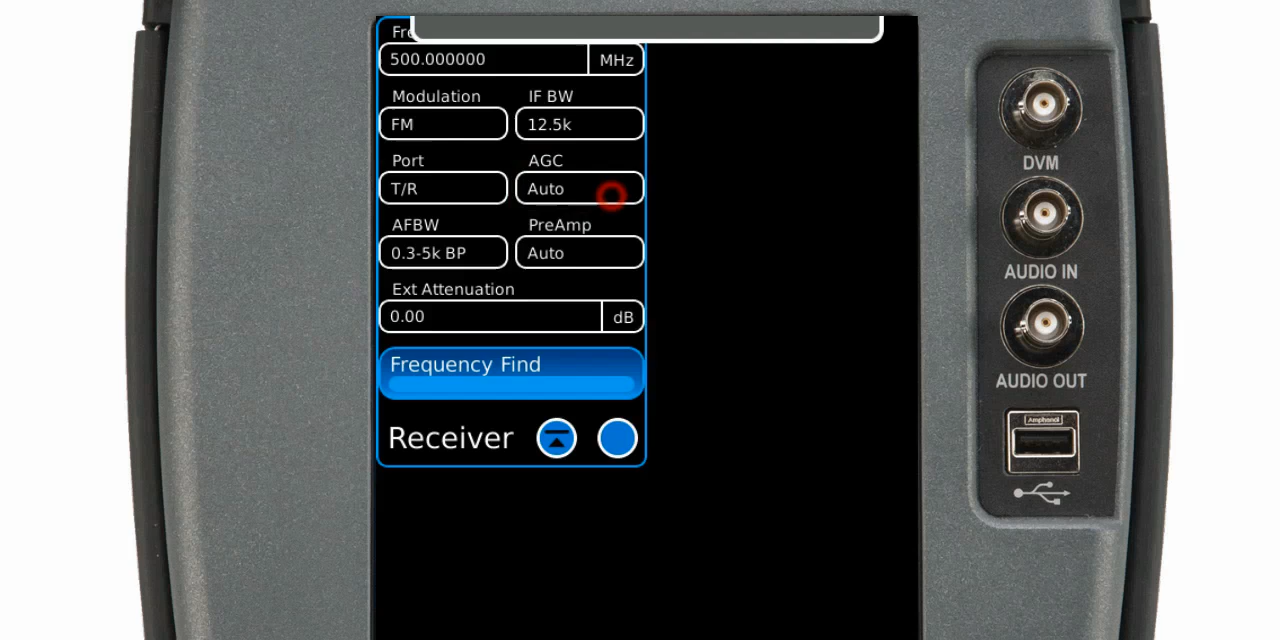 500.000000 MHz
Modulation IF BW
FM 12.5k
Port AGC
T/R Auto
AFBW PreAmp
0.3-5k BP Auto
Ext Attenuation
0.00 dB
Frequency Find
Receiver
DVM
AUDIO IN
AUDIO OUT
Amphenol